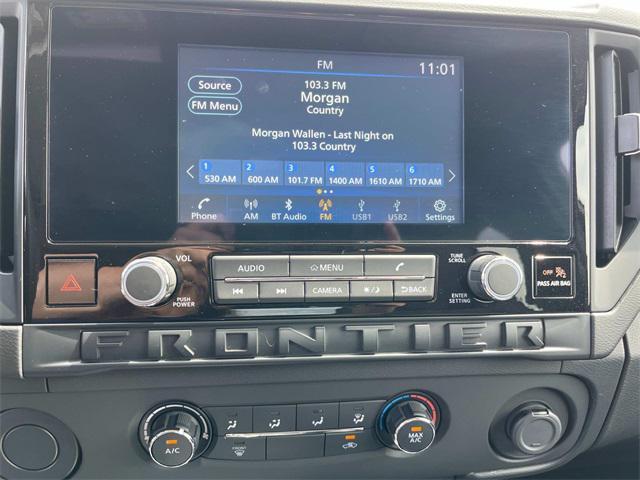 FM
11:01
Source
103.3 FM
FM Menu
Morgan
Country
Morgan Wallen - Last Night on
103.3 Country
1 2 3 4 5 6
530 AM 600 AM 101.7 FM 1400 AM 1610 AM 1710 AM
Phone AM BT Audio FM USB1 USB2 Settings
VOL
PUSH
POWER
AUDIO MENU
CAMERA BACK
TUNE
SCROLL
ENTER
SETTING
OFF
PASS AIR BAG
FRONTIER
A/C
FRONT
MAX
A/C